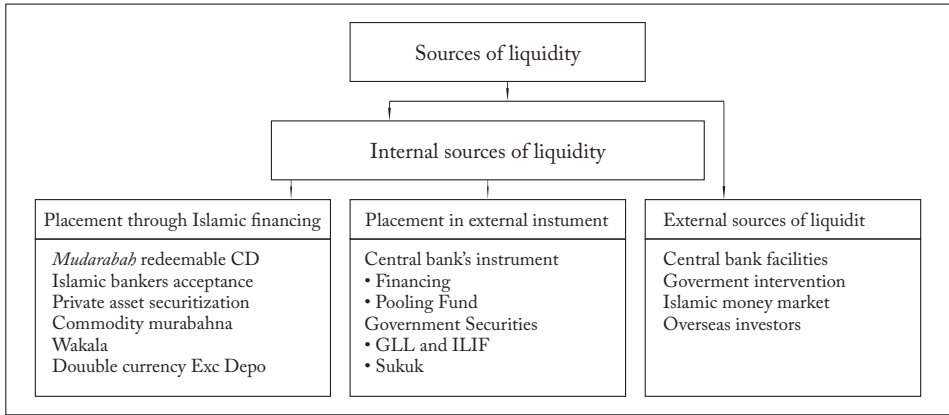 Sources of liquidity
Internal sources of liquidity
Placement through Islamic financing
Mudarabah redeemable CD
Islamic bankers acceptance
Private asset securitization
Commodity murabahna
Wakala
Douuble currency Exc Depo
Placement in external instument
Central bank's instrument
• Financing
• Pooling Fund
Government Securities
• GLL and ILIF
• Sukuk
External sources of liquidit
Central bank facilities
Goverment intervention
Islamic money market
Overseas investors